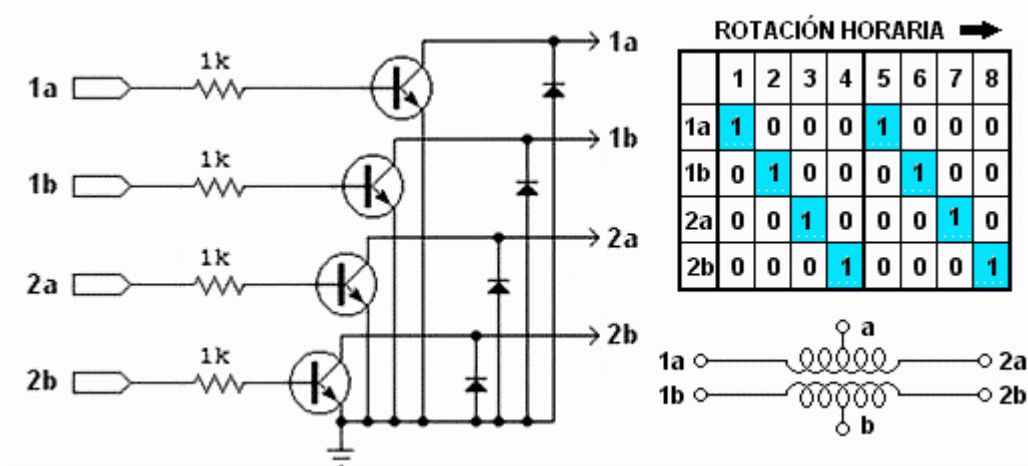 1a 1k 1a
1b 1k 1b
2a 1k 2a
2b 1k 2b
ROTACIÓN HORARIA
1 2 3 4 5 6 7 8
1a 1 0 0 0 1 0 0 0
1b 0 1 0 0 0 1 0 0
2a 0 0 1 0 0 0 1 0
2b 0 0 0 1 0 0 0 1
a
1a 2a
1b 2b
b